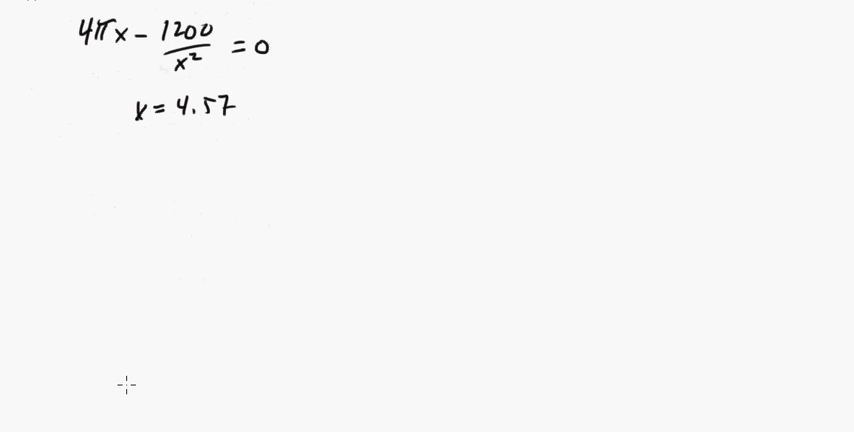 4πx - 1200/x² = 0
x = 4.57